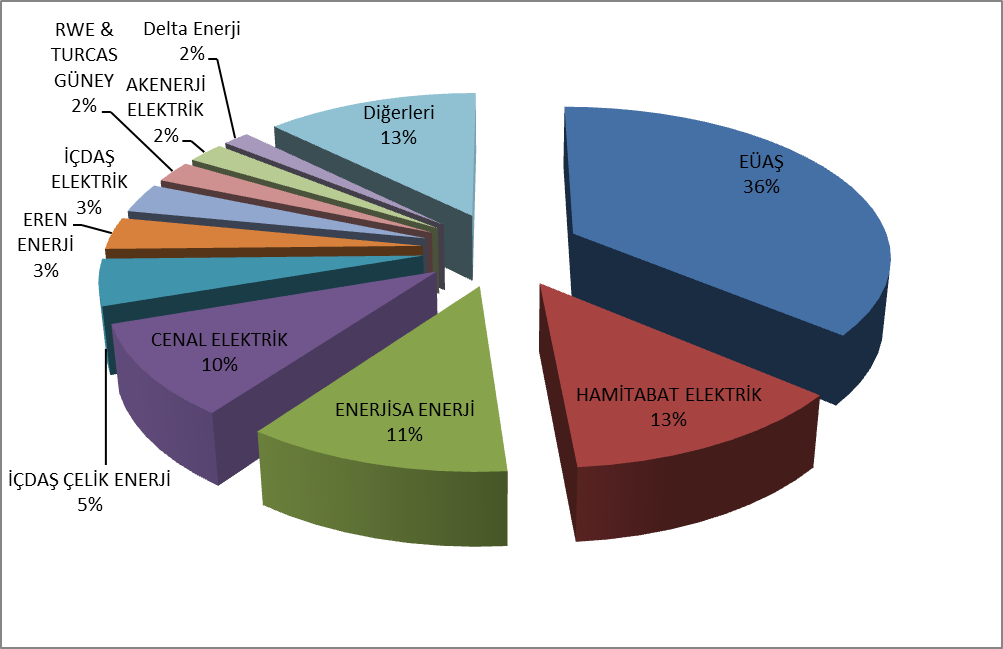 RWE &
TURCAS
GÜNEY
2%
Delta Enerji
2%
AKENERJİ
ELEKTRİK
2%
Diğerleri
13%
EÜAŞ
36%
İÇDAŞ
ELEKTRİK
3%
EREN
ENERJİ
3%
CENAL ELEKTRİK
10%
HAMİTABAT ELEKTRİK
13%
ENERJİSA ENERJİ
11%
İÇDAŞ ÇELİK ENERJİ
5%